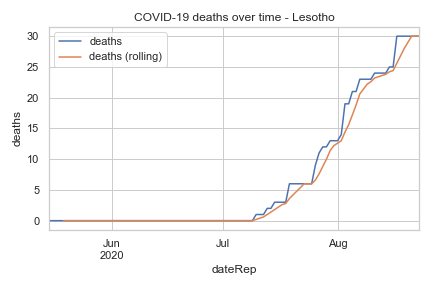 COVID-19 deaths over time - Lesotho
deaths
deaths (rolling)
30
25
20
15
10
5
0
deaths
Jun
2020
Jul
Aug
dateRep